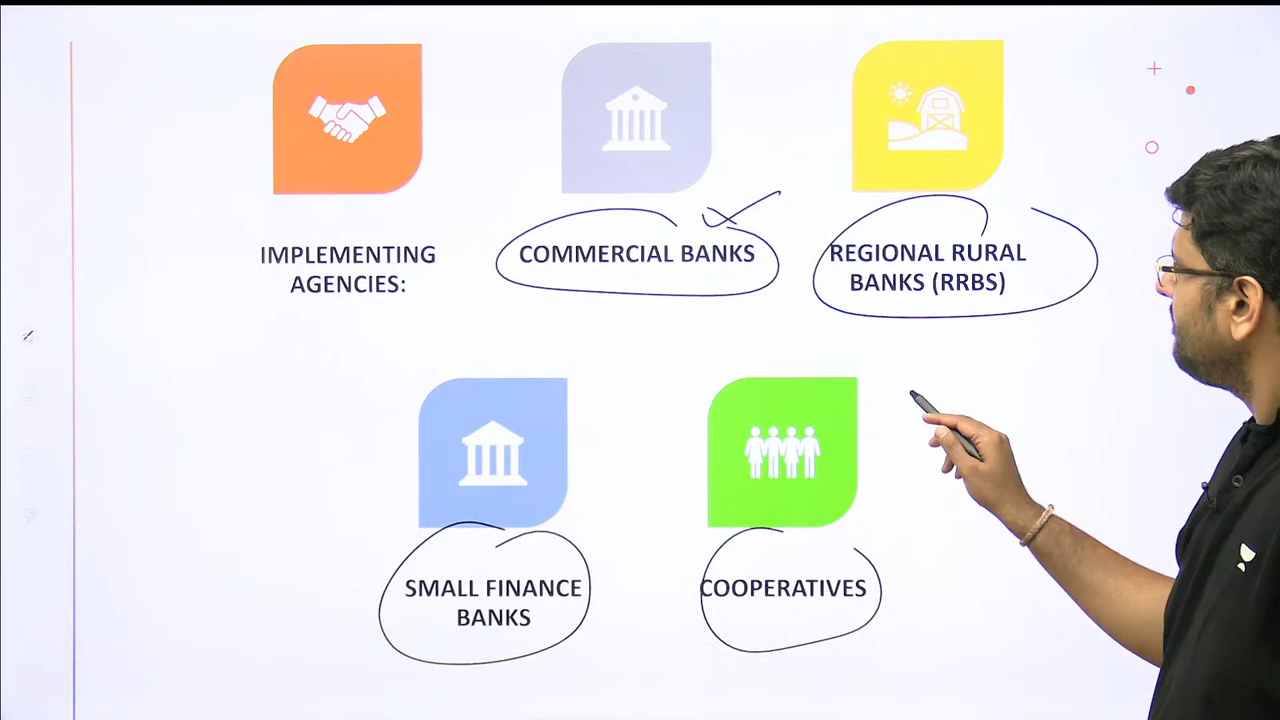 IMPLEMENTING
AGENCIES:
COMMERCIAL BANKS
REGIONAL RURAL
BANKS (RRBS)
SMALL FINANCE
BANKS
COOPERATIVES